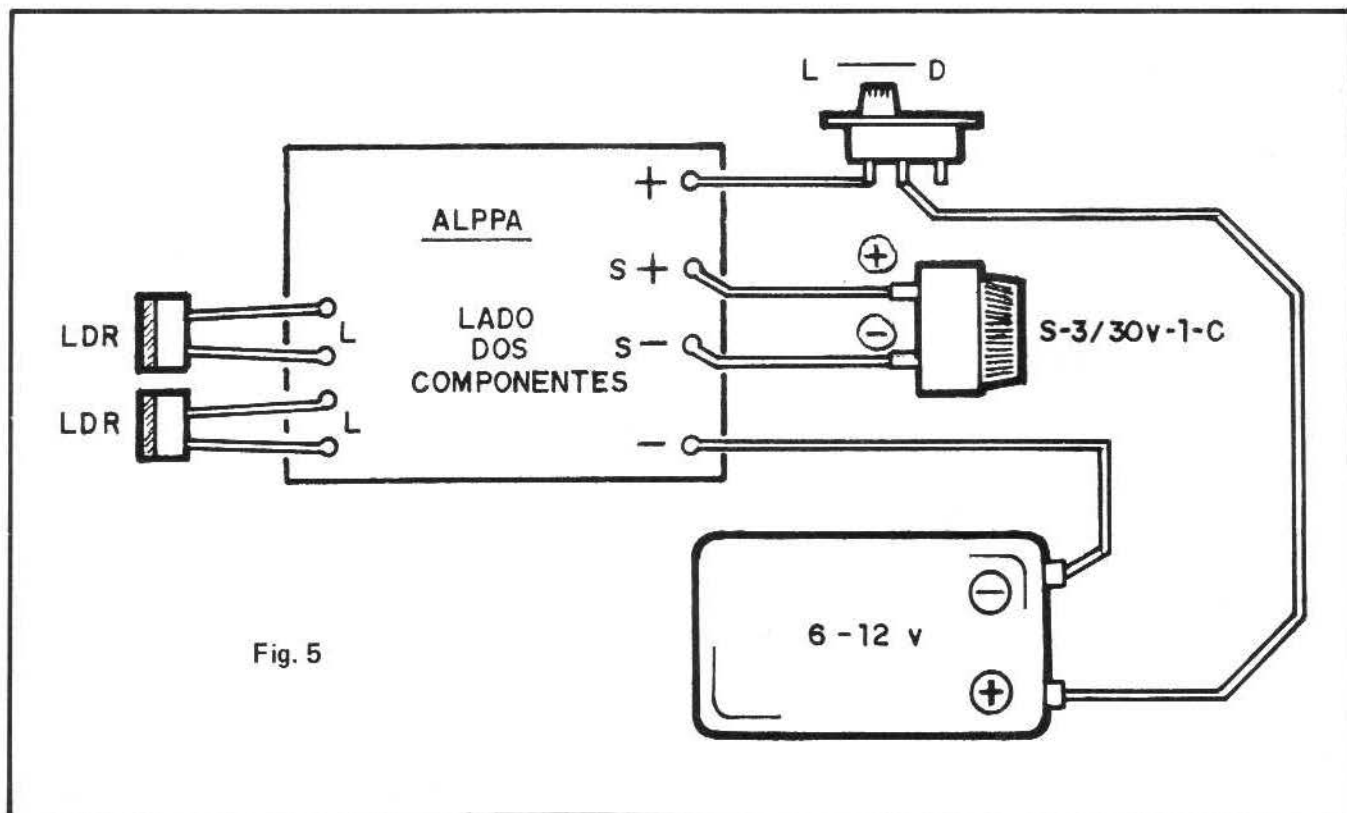 L D
+
ALPPA
S +
LADO
DOS
COMPONENTES
S −
−
LDR
L
LDR
L
+
−
S-3/30v-1-C
6-12 v
−
+
Fig. 5